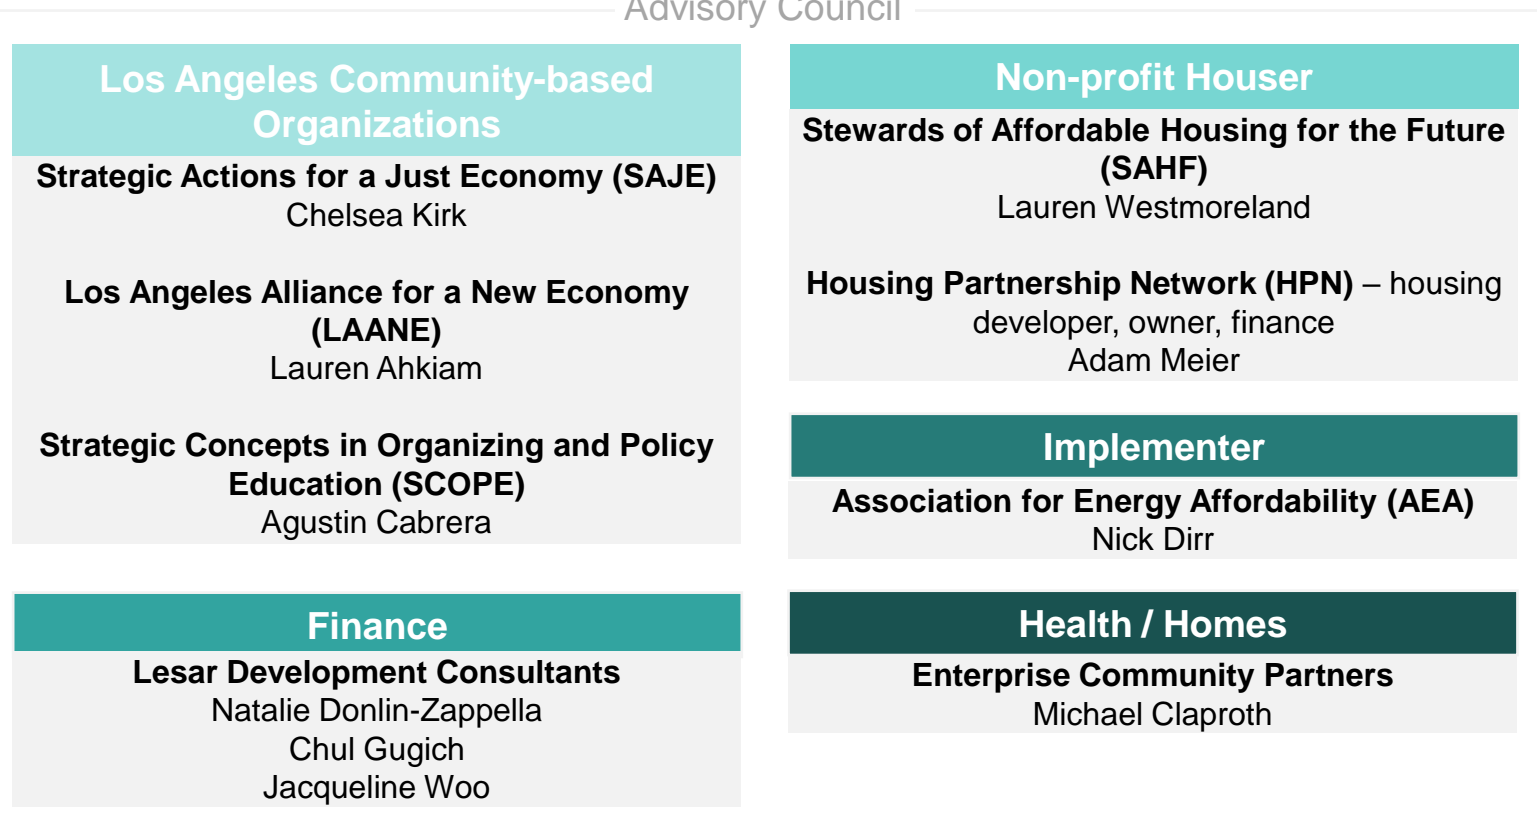 Advisory Council
Los Angeles Community-based
Organizations
Strategic Actions for a Just Economy (SAJE)
Chelsea Kirk
Los Angeles Alliance for a New Economy
(LAANE)
Lauren Ahkiam
Strategic Concepts in Organizing and Policy
Education (SCOPE)
Agustin Cabrera
Finance
Lesar Development Consultants
Natalie Donlin-Zappella
Chul Gugich
Jacqueline Woo
Non-profit Houser
Stewards of Affordable Housing for the Future
(SAHF)
Lauren Westmoreland
Housing Partnership Network (HPN) – housing
developer, owner, finance
Adam Meier
Implementer
Association for Energy Affordability (AEA)
Nick Dirr
Health / Homes
Enterprise Community Partners
Michael Claproth